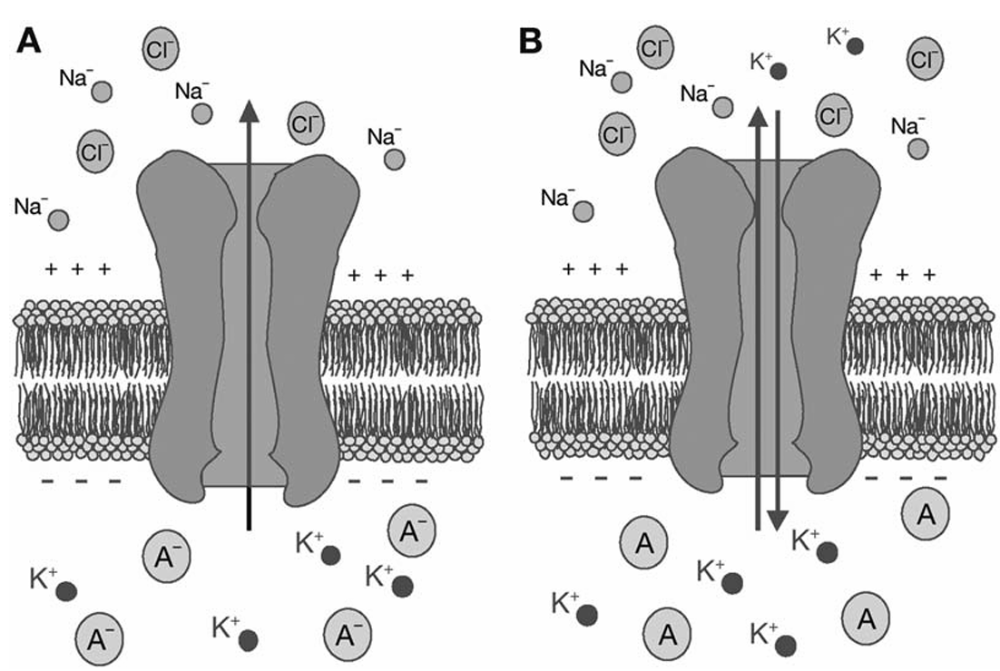 A
Cl⁻
Na⁻
Na⁻
Cl⁻
Cl⁻
Na⁻
Na⁻
+ + +
+ + +
- - -
- - -
A⁻
A⁻
K⁺
K⁺
K⁺
K⁺
A⁻
A⁻
B
Cl⁻
K⁺
Cl⁻
K⁺
Na⁻
Na⁻
Cl⁻
Cl⁻
Na⁻
Na⁻
+ + +
+ + +
- - -
- - -
A
A
K⁺
K⁺
K⁺
K⁺
A
A